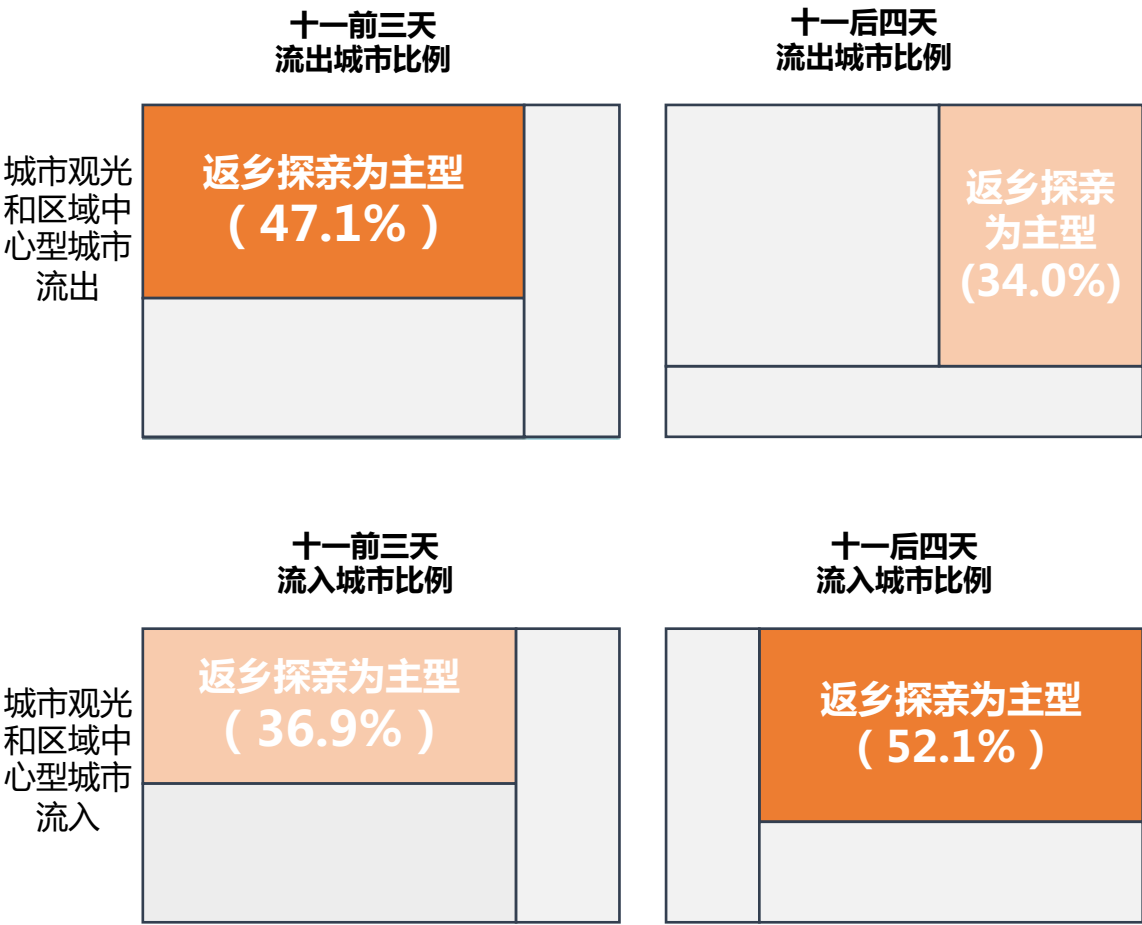 十一前三天
流出城市比例
十一后四天
流出城市比例
城市观光
和区域中
心型城市
流出
返乡探亲为主型
（47.1%）
返乡探亲
为主型
(34.0%)
十一前三天
流入城市比例
十一后四天
流入城市比例
城市观光
和区域中
心型城市
流入
返乡探亲为主型
（36.9%）
返乡探亲为主型
（52.1%）